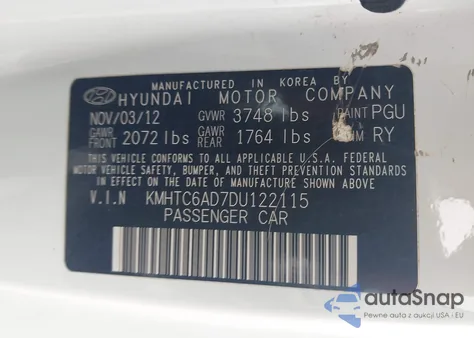 MANUFACTURED IN KOREA BY
HYUNDAI MOTOR COMPANY
NOV/03/12 GVWR 3748 lbs PAINT PGU
GAWR FRONT 2072 lbs GAWR REAR 1764 lbs RY
THIS VEHICLE CONFORMS TO ALL APPLICABLE U.S.A. FEDERAL
MOTOR VEHICLE SAFETY, BUMPER, AND THEFT PREVENTION
STANDARDS IN EFFECT ON THE DATE OF MANUFACTURE SHOWN ABOVE.
V.I.N KMHTC6AD7DU122115
PASSENGER CAR
autoSnap
Pewne auta z aukcji USA i EU